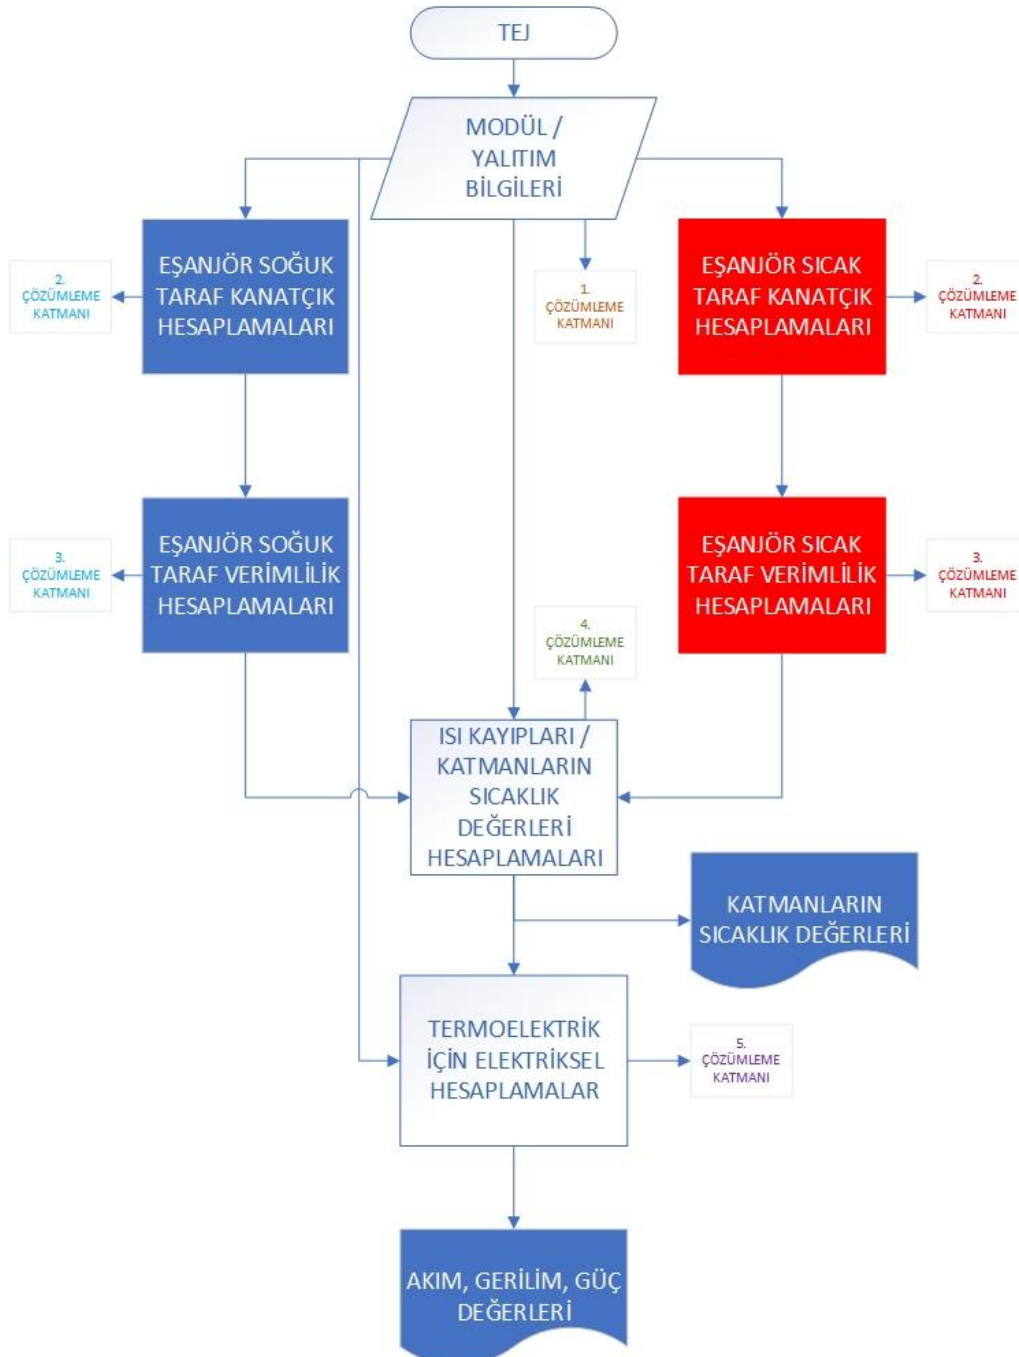 TEJ
MODÜL /
YALITIM
BİLGİLERİ
EŞANJÖR SOĞUK
TARAF KANATÇIK
HESAPLAMALARI
2.
ÇÖZÜMLEME
KATMANI
1.
ÇÖZÜMLEME
KATMANI
EŞANJÖR SICAK
TARAF KANATÇIK
HESAPLAMALARI
2.
ÇÖZÜMLEME
KATMANI
EŞANJÖR SOĞUK
TARAF VERİMLİLİK
HESAPLAMALARI
3.
ÇÖZÜMLEME
KATMANI
EŞANJÖR SICAK
TARAF VERİMLİLİK
HESAPLAMALARI
3.
ÇÖZÜMLEME
KATMANI
4.
ÇÖZÜMLEME
KATMANI
ISI KAYIPLARI /
KATMANLARIN
SICAKLIK
DEĞERLERİ
HESAPLAMALARI
KATMANLARIN
SICAKLIK DEĞERLERİ
TERMOELEKTRİK
İÇİN ELEKTRİKSEL
HESAPLAMALAR
5.
ÇÖZÜMLEME
KATMANI
AKIM, GERİLİM, GÜÇ
DEĞERLERİ